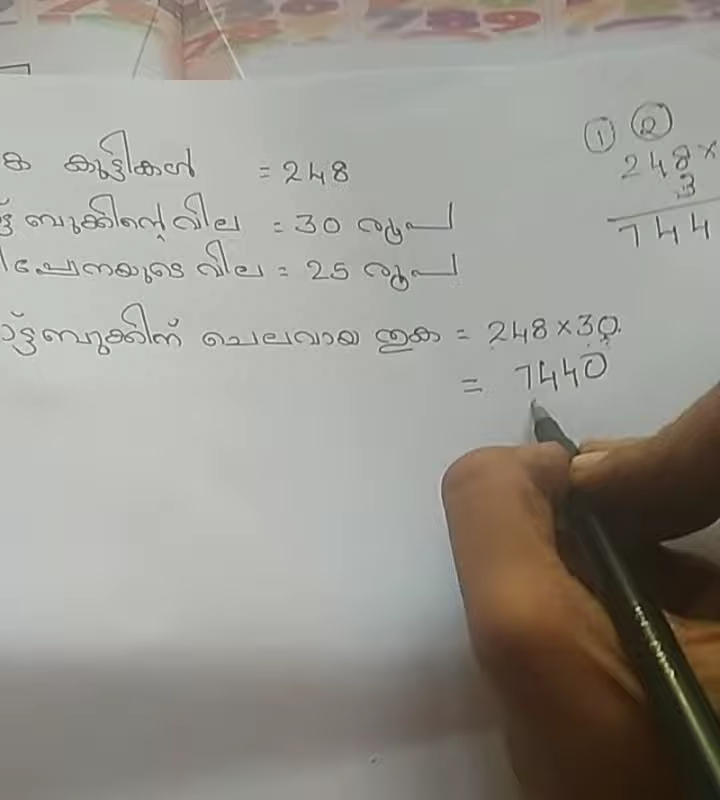 ക കുട്ടികൾ = 248
ട്ട് ബുക്കിന്റെ വില = 30 രൂപ
പേനയുടെ വില = 25 രൂപ
ട്ട്ബുക്കിന് ചെലവായ തുക = 248 × 30
= 7440
1 2
248 ×
3
744